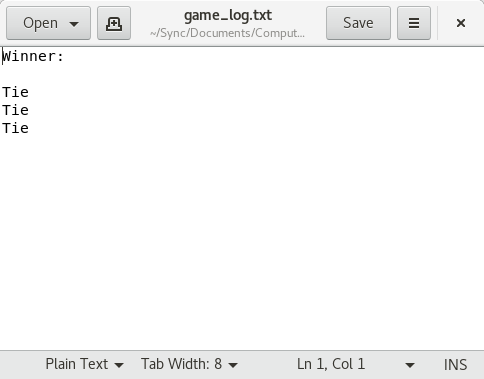 Open
game_log.txt
~/Sync/Documents/Comput...
Save
Winner:
Tie
Tie
Tie
Plain Text
Tab Width: 8
Ln 1, Col 1
INS